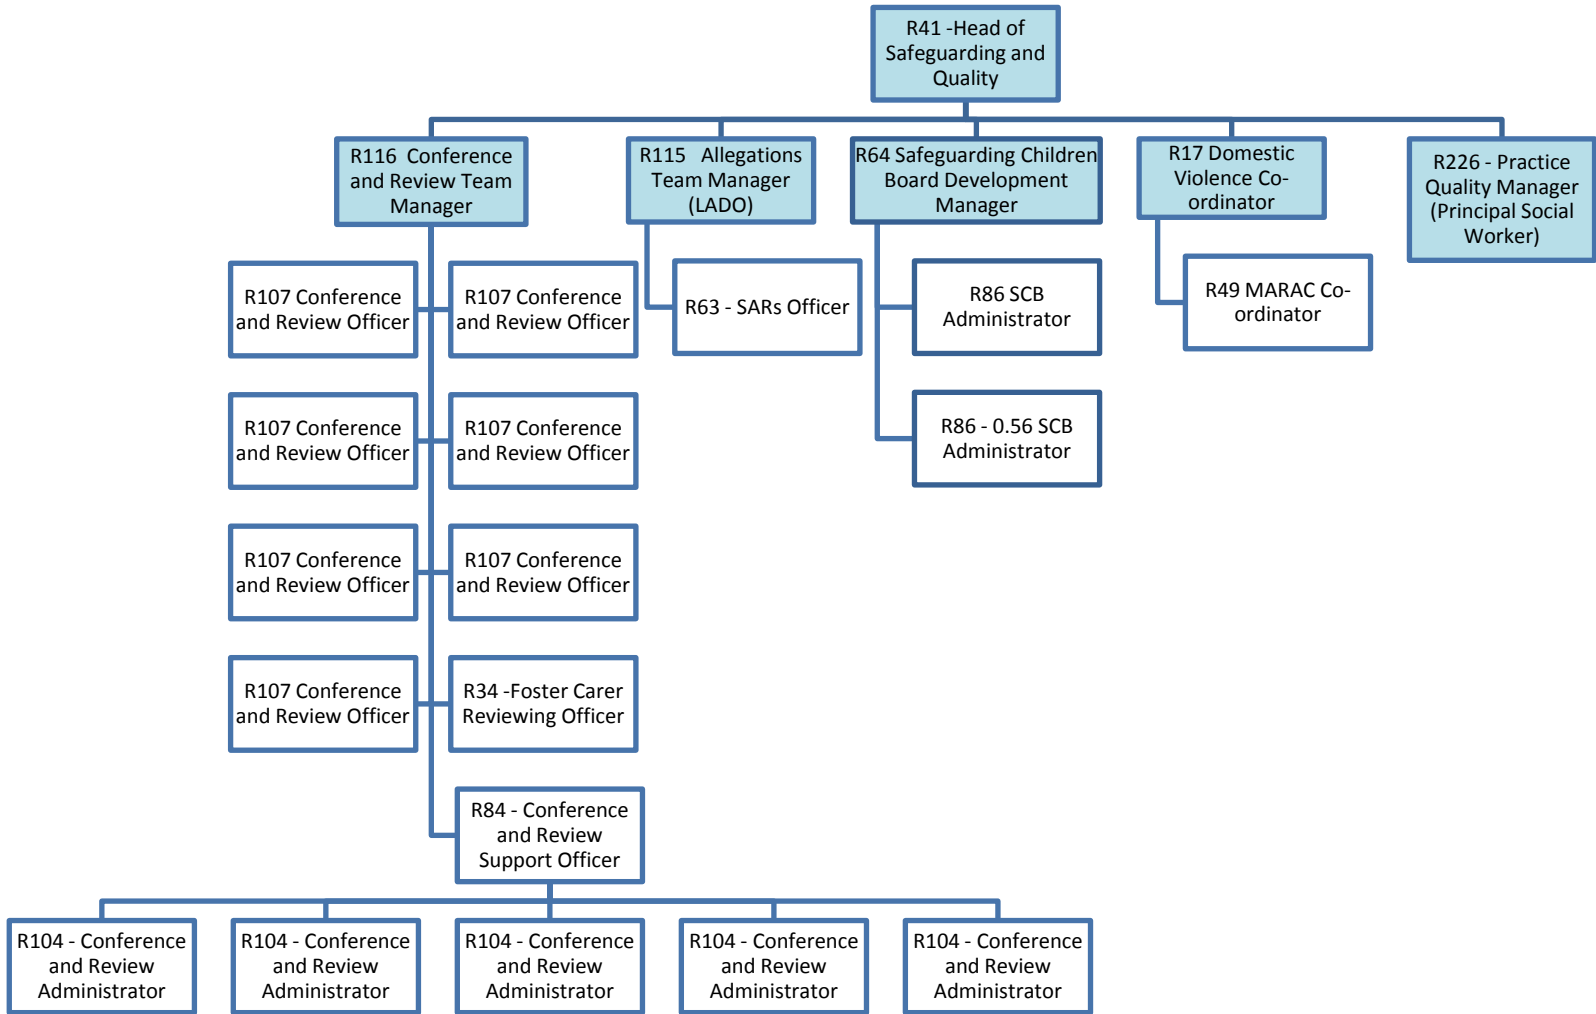 R41 -Head of
Safeguarding and
Quality
R116 Conference
and Review Team
Manager
R115 Allegations
Team Manager
(LADO)
R64 Safeguarding Children
Board Development
Manager
R17 Domestic
Violence Co-
ordinator
R226 - Practice
Quality Manager
(Principal Social
Worker)
R107 Conference
and Review Officer
R107 Conference
and Review Officer
R63 - SARs Officer
R86 SCB
Administrator
R49 MARAC Co-
ordinator
R107 Conference
and Review Officer
R107 Conference
and Review Officer
R86 - 0.56 SCB
Administrator
R107 Conference
and Review Officer
R107 Conference
and Review Officer
R107 Conference
and Review Officer
R34 -Foster Carer
Reviewing Officer
R84 - Conference
and Review
Support Officer
R104 - Conference
and Review
Administrator
R104 - Conference
and Review
Administrator
R104 - Conference
and Review
Administrator
R104 - Conference
and Review
Administrator
R104 - Conference
and Review
Administrator